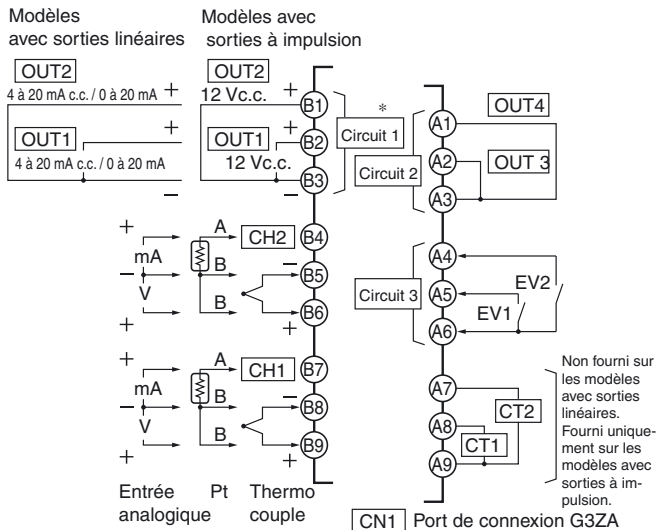 Modèles
avec sorties linéaires
Modèles avec
sorties à impulsion
OUT2
4 à 20 mA c.c. / 0 à 20 mA
+
OUT2
12 Vc.c.
+
B1
OUT1
4 à 20 mA c.c. / 0 à 20 mA
+
−
OUT1
12 Vc.c.
+
−
B2
B3
*
Circuit 1
Circuit 2
A1
A2
A3
OUT4
OUT 3
+
mA
−
V
+
A
B
B
CH2
−
+
B4
B5
B6
Circuit 3
A4
A5
A6
EV1
EV2
+
mA
−
V
+
A
B
B
CH1
−
+
B7
B8
B9
A7
A8
A9
CT2
CT1
Non fourni sur
les modèles
avec sorties
linéaires.
Fourni unique-
ment sur les
modèles avec
sorties à im-
pulsion.
Entrée
analogique
Pt
Thermo
couple
CN1 Port de connexion G3ZA